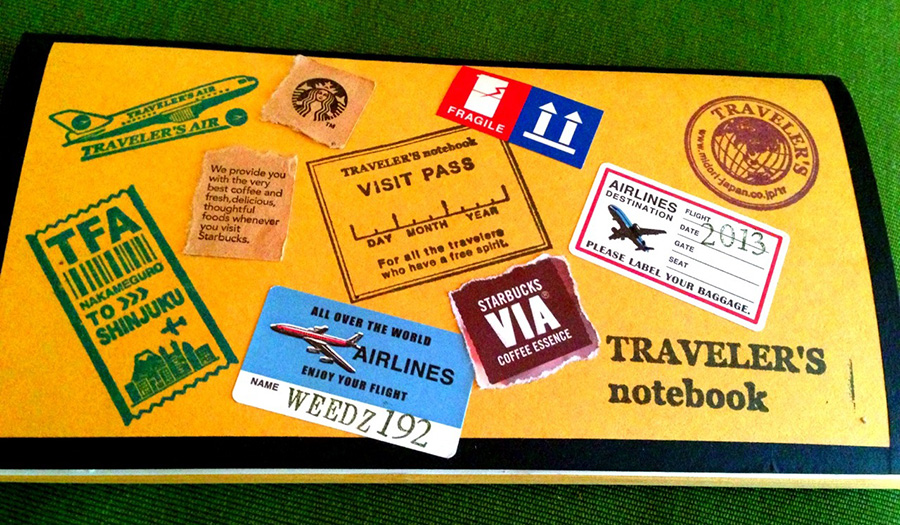 TRAVELER'S AIR
TRAVELER'S AIR
TM
We provide you
with the very
best coffee and
fresh, delicious,
thoughtful
foods whenever
you visit
Starbucks.
FRAGILE
TRAVELER'S
www.midori-japan.co.jp/tr
TRAVELER'S notebook
VISIT PASS
DAY MONTH YEAR
For all the travelers
who have a free spirit.
AIRLINES
DESTINATION
FLIGHT
DATE 2013
GATE
SEAT
PLEASE LABEL YOUR BAGGAGE.
TFA
NAKAMEGURO
TO >>>
SHINJUKU
ALL OVER THE WORLD
AIRLINES
ENJOY YOUR FLIGHT
NAME
WEEDZ192
STARBUCKS
VIA®
COFFEE ESSENCE
TRAVELER'S
notebook